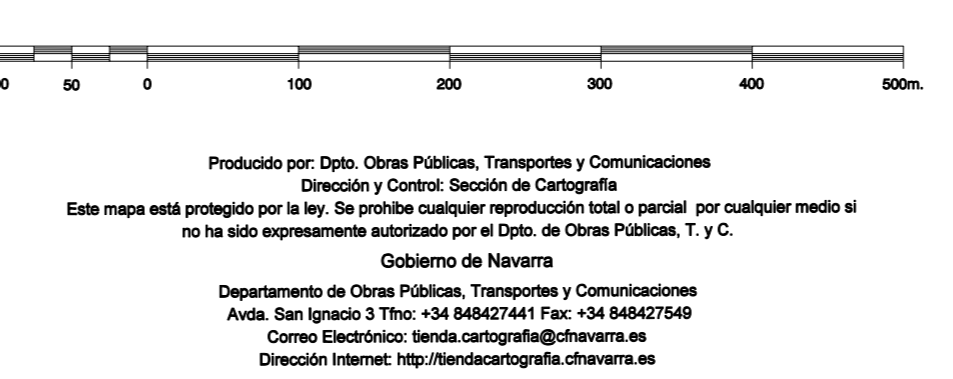 00 50 0 100 200 300 400 500m.
Producido por: Dpto. Obras Públicas, Transportes y Comunicaciones
Dirección y Control: Sección de Cartografía
Este mapa está protegido por la ley. Se prohibe cualquier reproducción total o parcial por cualquier medio si
no ha sido expresamente autorizado por el Dpto. de Obras Públicas, T. y C.
Gobierno de Navarra
Departamento de Obras Públicas, Transportes y Comunicaciones
Avda. San Ignacio 3 Tfno: +34 848427441 Fax: +34 848427549
Correo Electrónico: tienda.cartografia@cfnavarra.es
Dirección Internet: http://tiendacartografia.cfnavarra.es